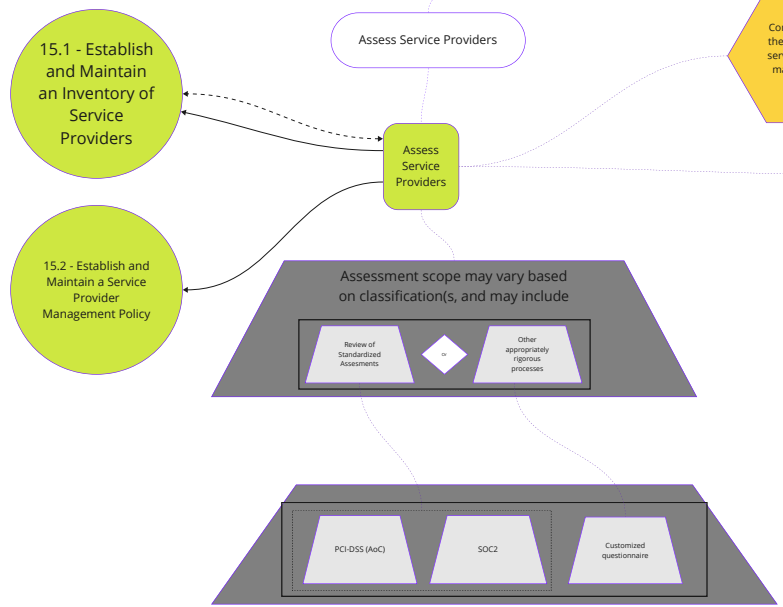 15.1 - Establish
and Maintain
an Inventory of
Service
Providers
Assess Service Providers
Assess
Service
Providers
15.2 - Establish and
Maintain a Service
Provider
Management Policy
Assessment scope may vary based
on classification(s, and may include
Review of
Standardized
Assesments
or
Other
appropriately
rigorous
processes
PCI-DSS (AoC)
SOC2
Customized
questionnaire